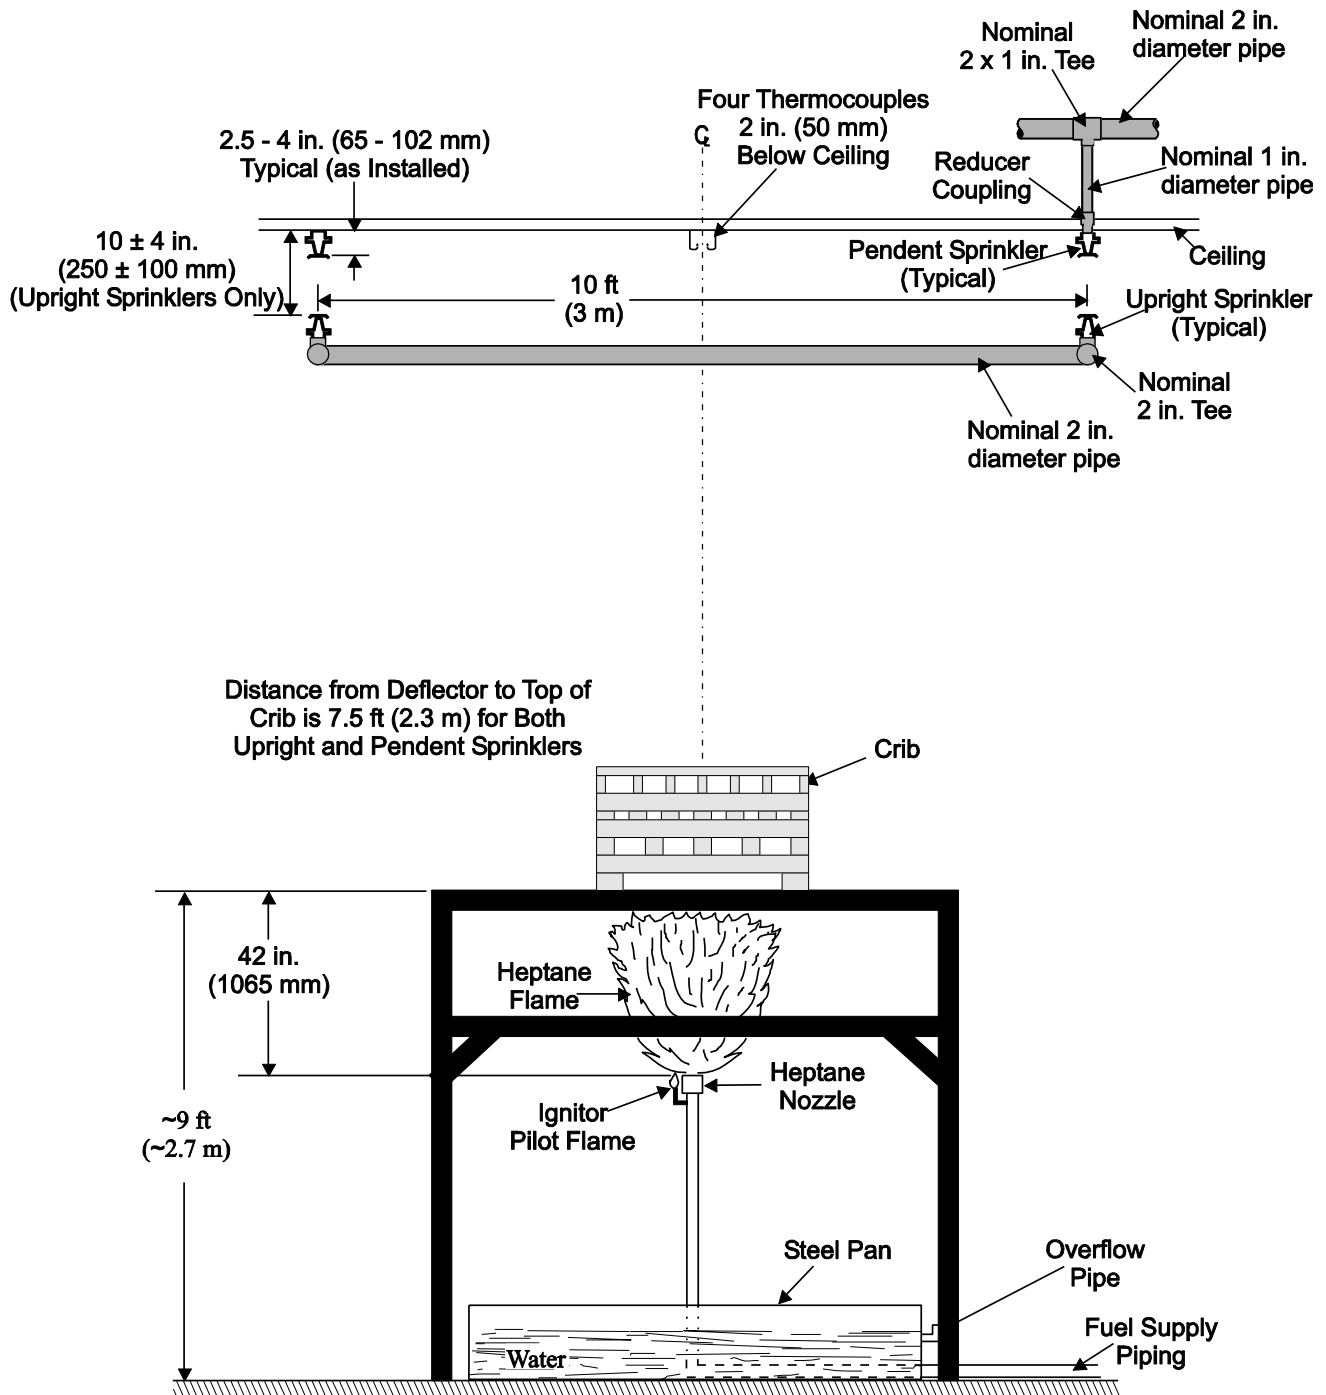 Nominal
2 x 1 in. Tee
Nominal 2 in.
diameter pipe
Four Thermocouples
2 in. (50 mm)
Below Ceiling
℄
2.5 - 4 in. (65 - 102 mm)
Typical (as Installed)
Reducer
Coupling
Nominal 1 in.
diameter pipe
10 ± 4 in.
(250 ± 100 mm)
(Upright Sprinklers Only)
Pendent Sprinkler
(Typical)
Ceiling
10 ft
(3 m)
Upright Sprinkler
(Typical)
Nominal
2 in. Tee
Nominal 2 in.
diameter pipe
Distance from Deflector to Top of
Crib is 7.5 ft (2.3 m) for Both
Upright and Pendent Sprinklers
Crib
42 in.
(1065 mm)
Heptane
Flame
Heptane
Nozzle
Ignitor
Pilot Flame
~9 ft
(~2.7 m)
Steel Pan
Overflow
Pipe
Fuel Supply
Piping
Water